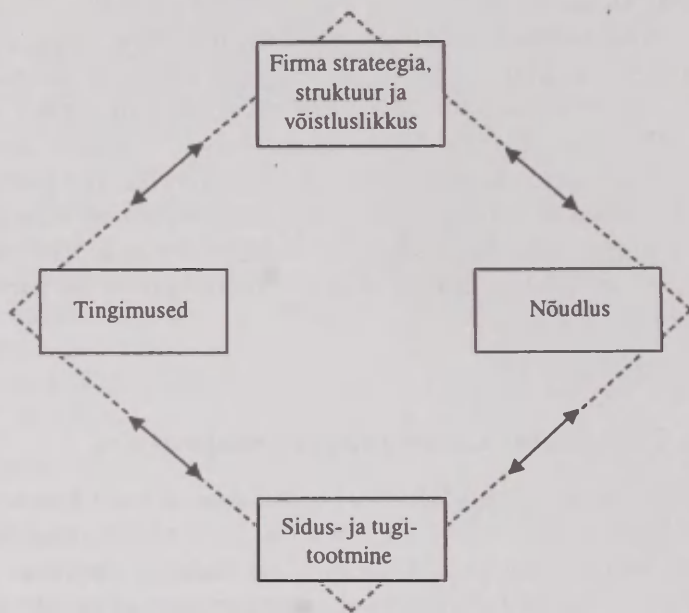 Firma strateegia,
struktuur ja
võistluslikkus
Tingimused
Nõudlus
Sidus- ja tugi-
tootmine